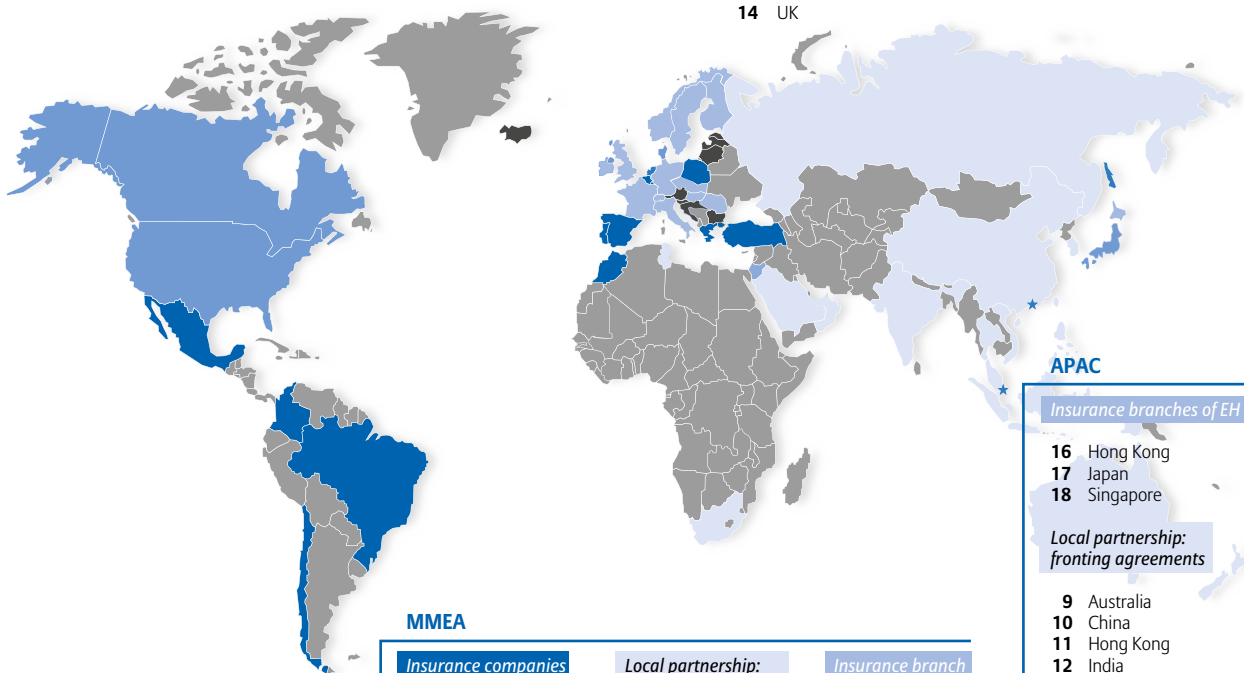 14 UK
APAC
Insurance branches of EH
16 Hong Kong
17 Japan
18 Singapore
Local partnership:
fronting agreements
9 Australia
10 China
11 Hong Kong
12 India
MMEA
Insurance companies
Local partnership:
Insurance branch